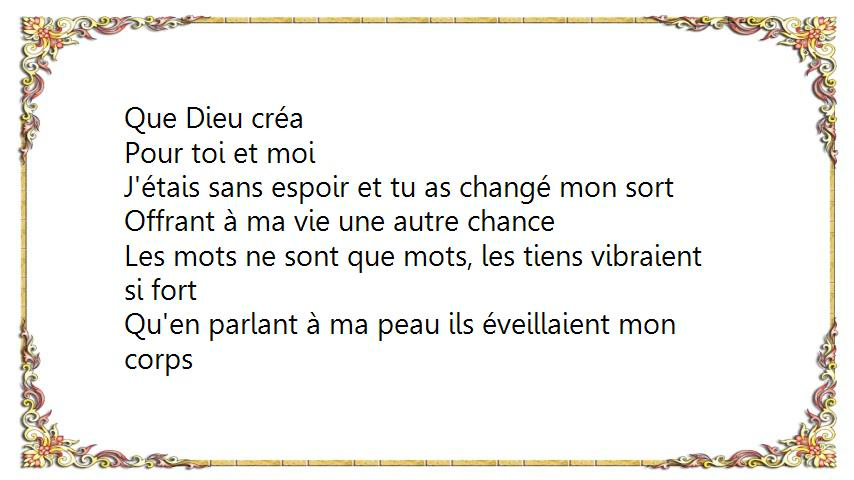 Que Dieu créa
Pour toi et moi
J'étais sans espoir et tu as changé mon sort
Offrant à ma vie une autre chance
Les mots ne sont que mots, les tiens vibraient
si fort
Qu'en parlant à ma peau ils éveillaient mon
corps